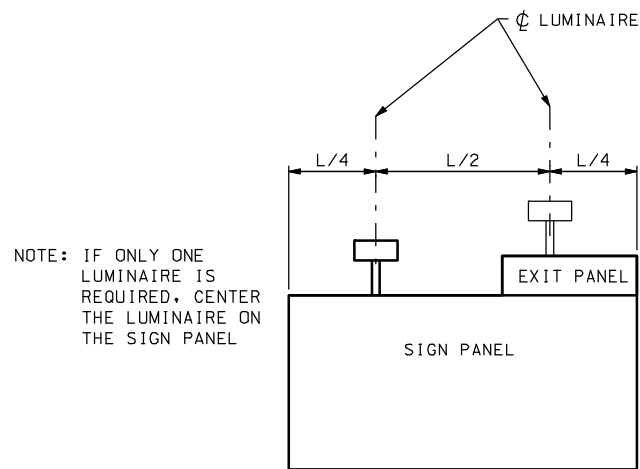 ℄ LUMINAIRE
L/4
L/2
L/4
NOTE: IF ONLY ONE
LUMINAIRE IS
REQUIRED, CENTER
THE LUMINAIRE ON
THE SIGN PANEL
EXIT PANEL
SIGN PANEL